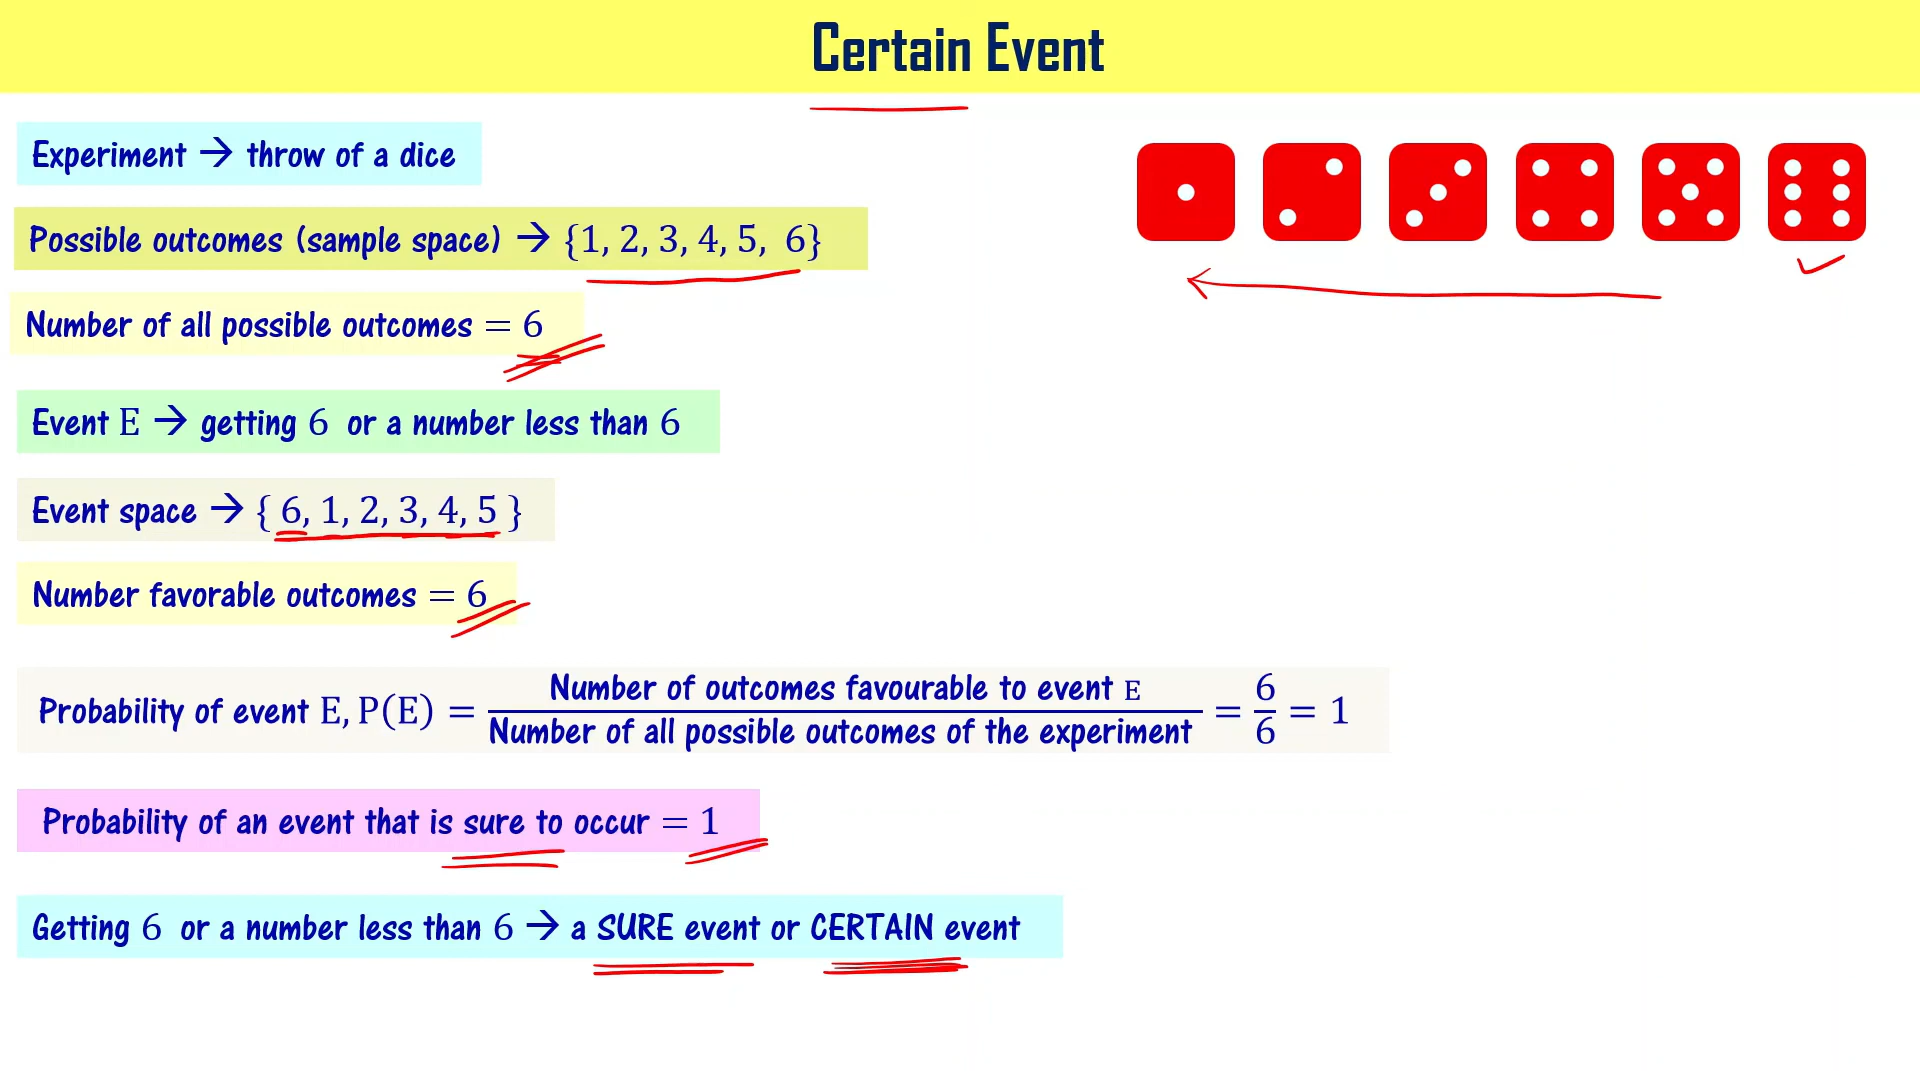 Certain Event
Experiment → throw of a dice
Possible outcomes (sample space) → {1, 2, 3, 4, 5, 6}
Number of all possible outcomes = 6
Event E → getting 6 or a number less than 6
Event space → { 6, 1, 2, 3, 4, 5 }
Number favorable outcomes = 6
Probability of event E, P(E) = Number of outcomes favourable to event E / Number of all possible outcomes of the experiment = 6/6 = 1
Probability of an event that is sure to occur = 1
Getting 6 or a number less than 6 → a SURE event or CERTAIN event